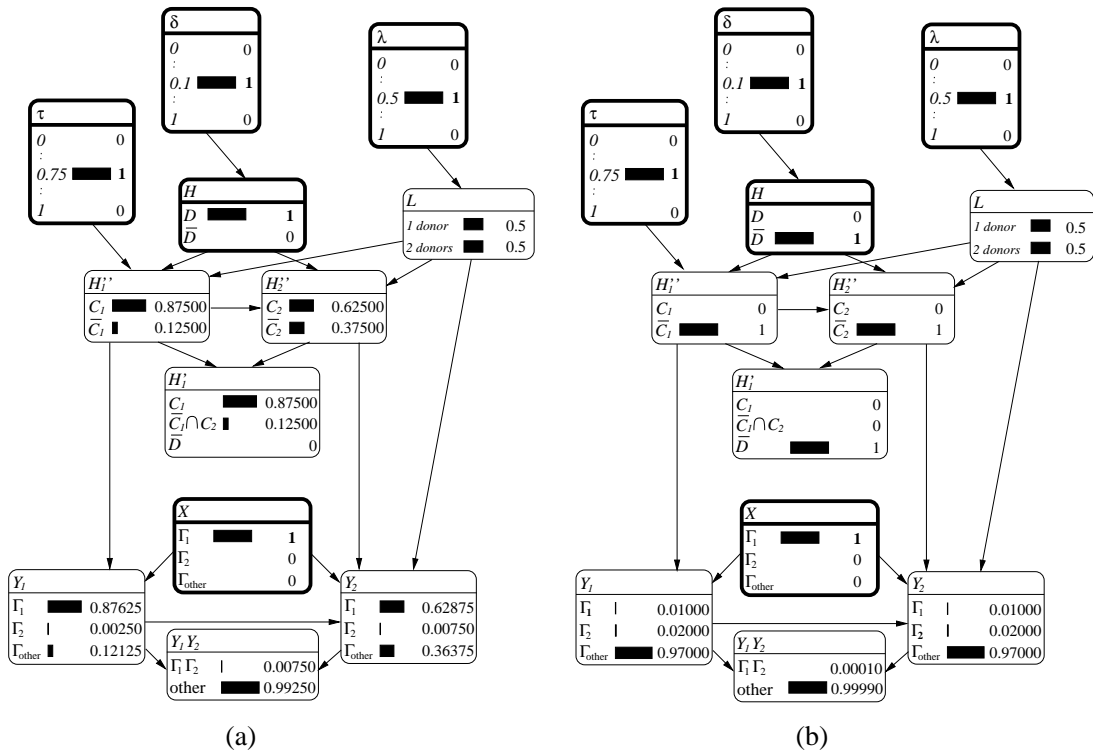 δ
0 0
:
0.1 1
:
1 0
λ
0 0
:
0.5 1
:
1 0
τ
0 0
:
0.75 1
:
1 0
H
D 1
D̅ 0
L
1 donor 0.5
2 donors 0.5
H₁’’
C₁ 0.87500
C̅₁ 0.12500
H₂’’
C₂ 0.62500
C̅₂ 0.37500
H₁’
C₁ 0.87500
C̅₁∩C₂ 0.12500
D̅ 0
X
Γ₁ 1
Γ₂ 0
Γother 0
Y₁
Γ₁ 0.87625
Γ₂ 0.00250
Γother 0.12125
Y₂
Γ₁ 0.62875
Γ₂ 0.00750
Γother 0.36375
Y₁ Y₂
Γ₁ Γ₂ 0.00750
other 0.99250
(a)
δ
0 0
:
0.1 1
:
1 0
λ
0 0
:
0.5 1
:
1 0
τ
0 0
:
0.75 1
:
1 0
H
D 0
D̅ 1
L
1 donor 0.5
2 donors 0.5
H₁’’
C₁ 0
C̅₁ 1
H₂’’
C₂ 0
C̅₂ 1
H₁’
C₁ 0
C̅₁∩C₂ 0
D̅ 1
X
Γ₁ 1
Γ₂ 0
Γother 0
Y₁
Γ₁ 0.01000
Γ₂ 0.02000
Γother 0.97000
Y₂
Γ₁ 0.01000
Γ₂ 0.02000
Γother 0.97000
Y₁ Y₂
Γ₁ Γ₂ 0.00010
other 0.99990
(b)